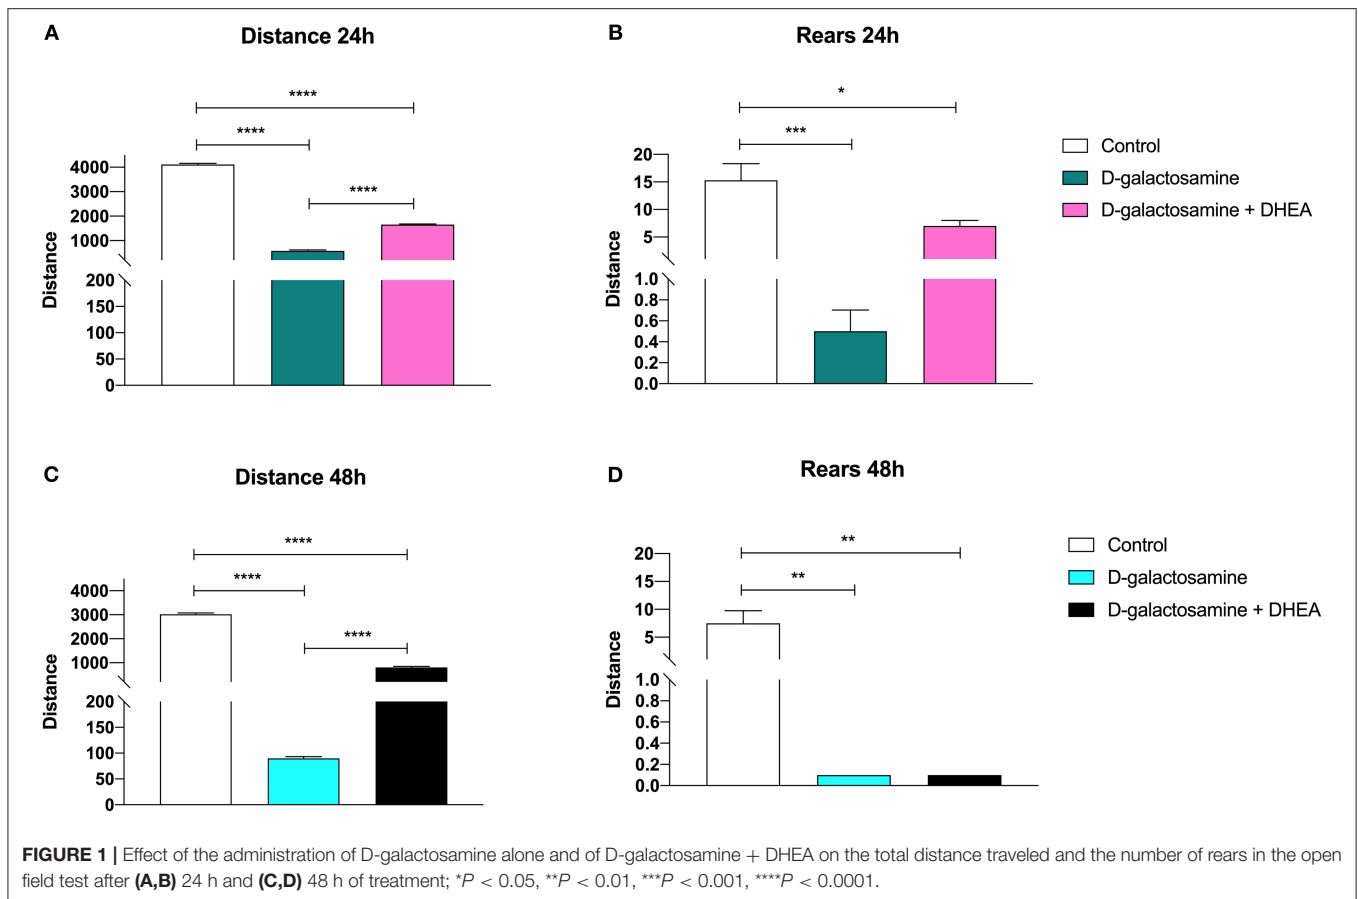 A
Distance 24h
****
****
****
4000
3000
2000
1000
200
150
100
50
0
Distance
B
Rears 24h
*
***
20
15
10
5
1.0
0.8
0.6
0.4
0.2
0.0
Distance
Control
D-galactosamine
D-galactosamine + DHEA
C
Distance 48h
****
****
****
4000
3000
2000
1000
200
150
100
50
0
Distance
D
Rears 48h
**
**
20
15
10
5
1.0
0.8
0.6
0.4
0.2
0.0
Distance
Control
D-galactosamine
D-galactosamine + DHEA
FIGURE 1 | Effect of the administration of D-galactosamine alone and of D-galactosamine + DHEA on the total distance traveled and the number of rears in the open
field test after (A,B) 24 h and (C,D) 48 h of treatment; *P < 0.05, **P < 0.01, ***P < 0.001, ****P < 0.0001.